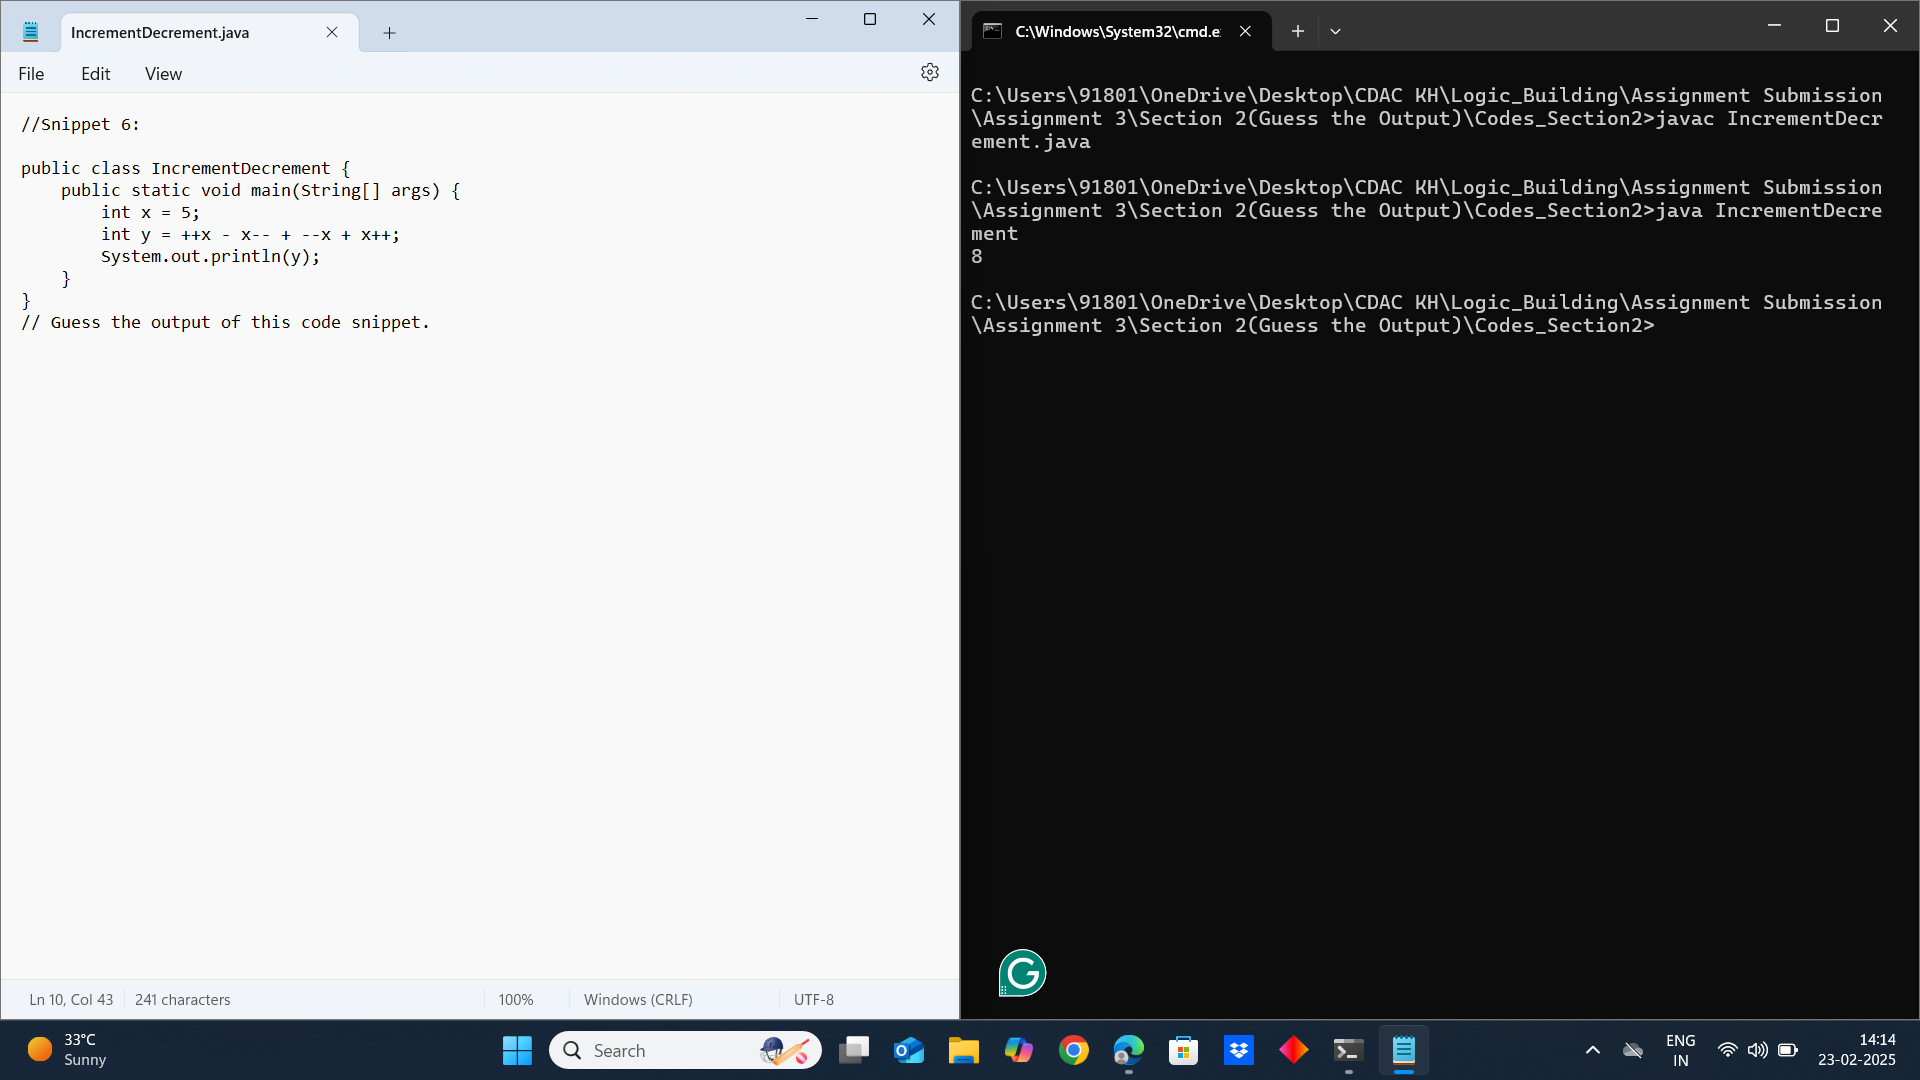 IncrementDecrement.java
File Edit View
//Snippet 6:
public class IncrementDecrement {
    public static void main(String[] args) {
        int x = 5;
        int y = ++x - x-- + --x + x++;
        System.out.println(y);
    }
}
// Guess the output of this code snippet.
Ln 10, Col 43 241 characters 100% Windows (CRLF) UTF-8
C:\Windows\System32\cmd.e
C:\Users\91801\OneDrive\Desktop\CDAC KH\Logic_Building\Assignment Submission
\Assignment 3\Section 2(Guess the Output)\Codes_Section2>javac IncrementDecr
ement.java
C:\Users\91801\OneDrive\Desktop\CDAC KH\Logic_Building\Assignment Submission
\Assignment 3\Section 2(Guess the Output)\Codes_Section2>java IncrementDecre
ment
8
C:\Users\91801\OneDrive\Desktop\CDAC KH\Logic_Building\Assignment Submission
\Assignment 3\Section 2(Guess the Output)\Codes_Section2>
G
33°C
Sunny
Search
ENG
IN
14:14
23-02-2025